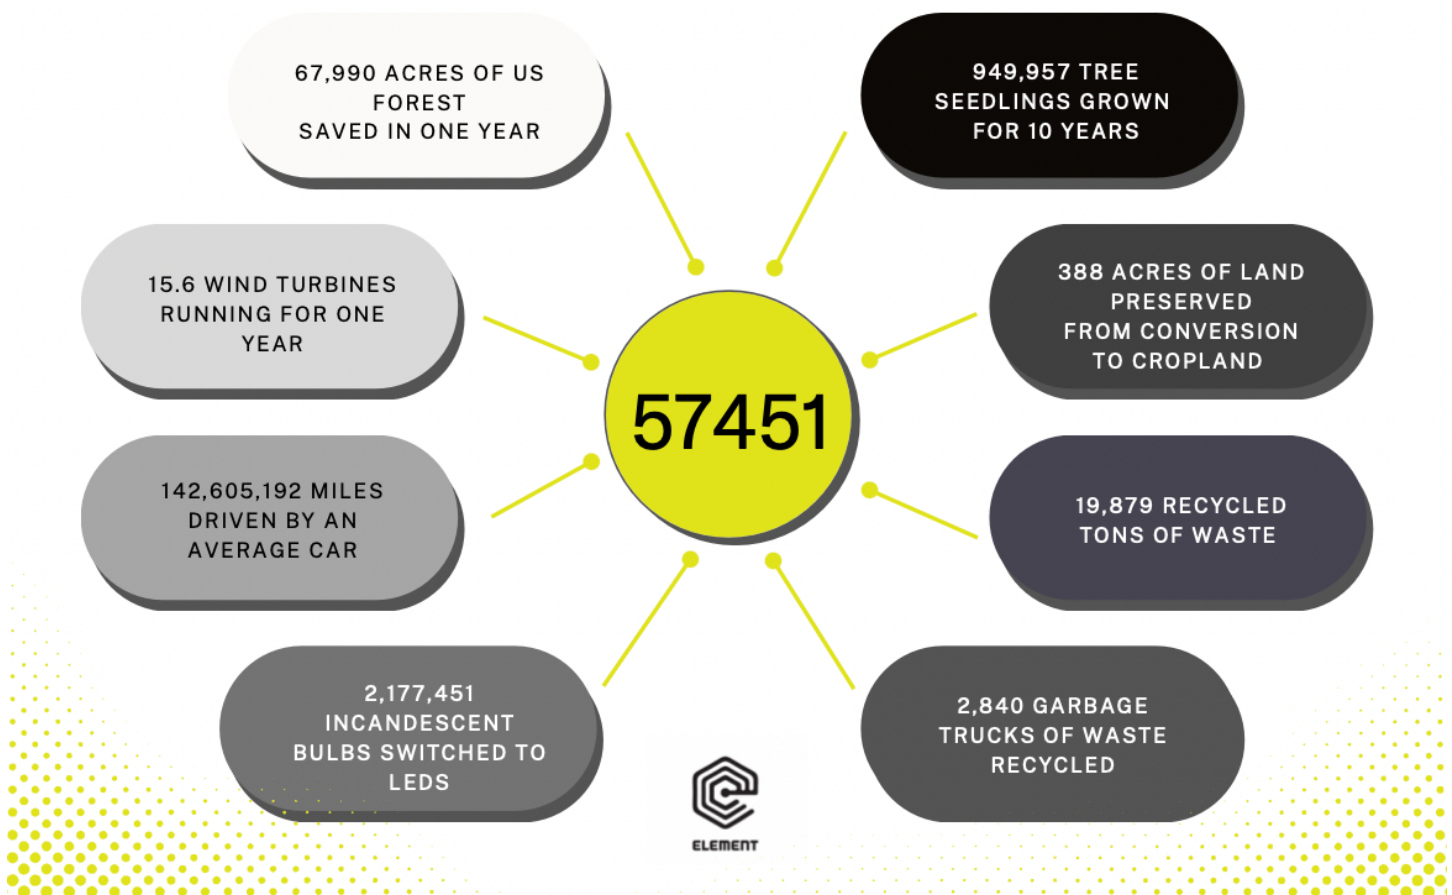 67,990 ACRES OF US
FOREST
SAVED IN ONE YEAR
949,957 TREE
SEEDLINGS GROWN
FOR 10 YEARS
15.6 WIND TURBINES
RUNNING FOR ONE
YEAR
388 ACRES OF LAND
PRESERVED
FROM CONVERSION
TO CROPLAND
57451
142,605,192 MILES
DRIVEN BY AN
AVERAGE CAR
19,879 RECYCLED
TONS OF WASTE
2,177,451
INCANDESCENT
BULBS SWITCHED TO
LEDS
2,840 GARBAGE
TRUCKS OF WASTE
RECYCLED
ELEMENT